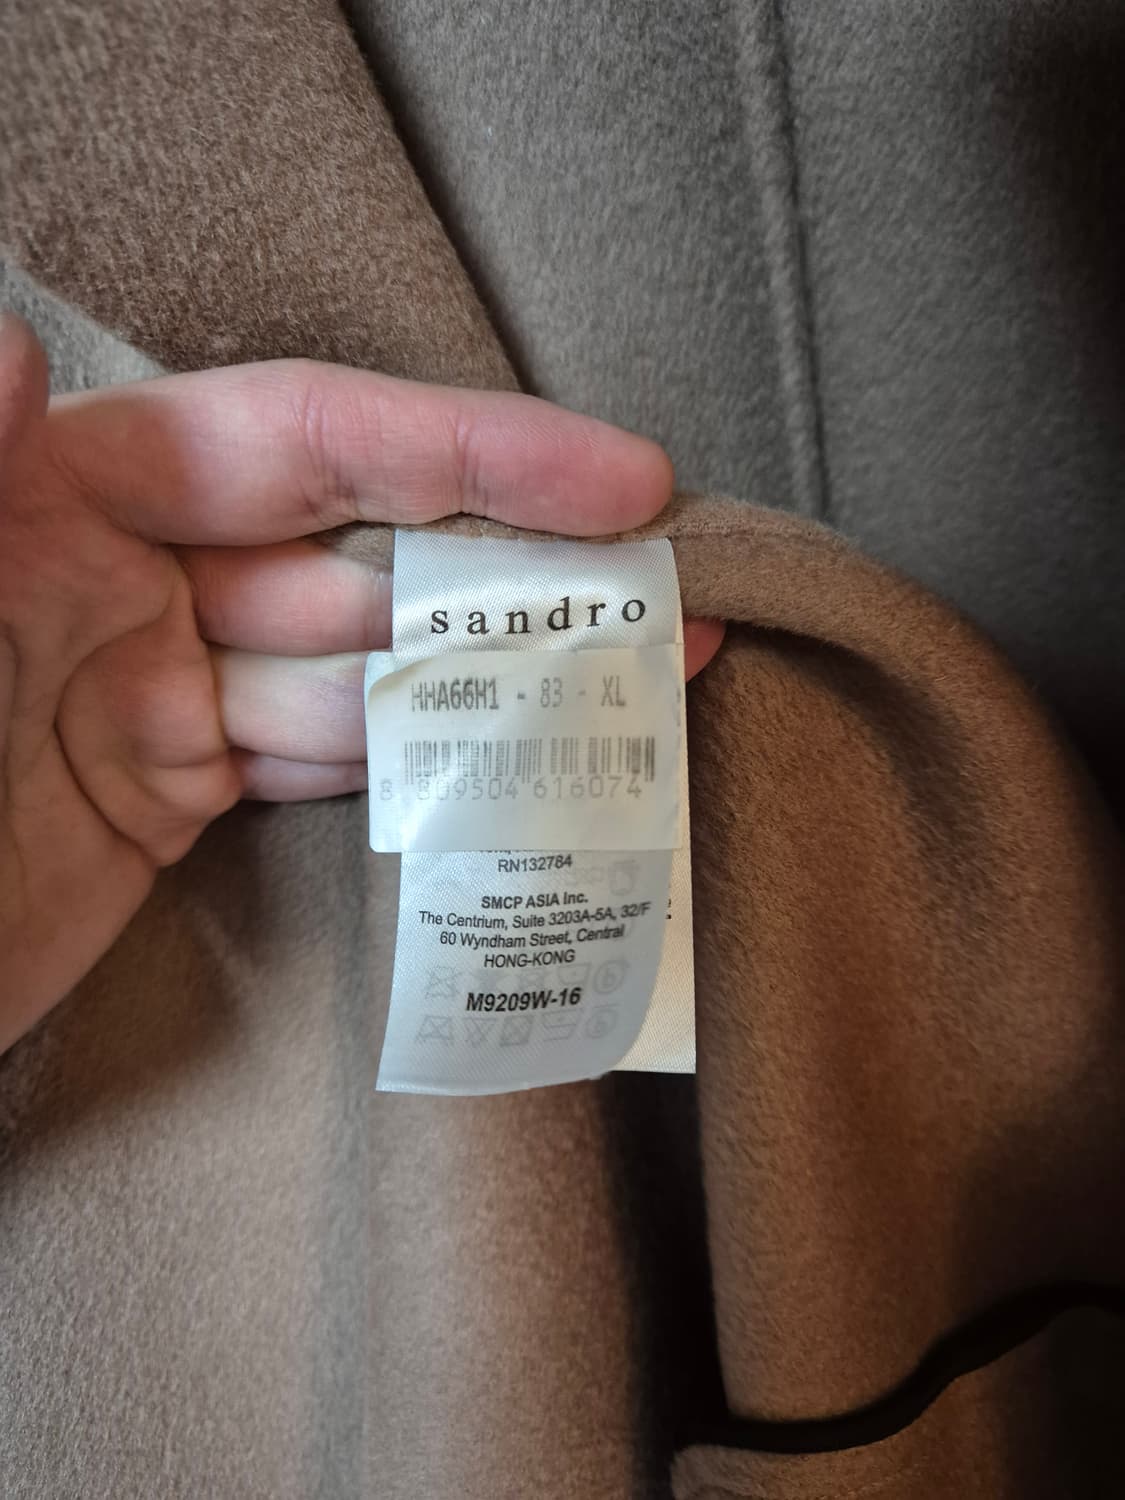 sandro
HHA66H1 - 83 - XL
8 809504 616074
RN132784
SMCP ASIA Inc.
The Centrium, Suite 3203A-5A, 32/F
60 Wyndham Street, Central
HONG-KONG
M9209W-16